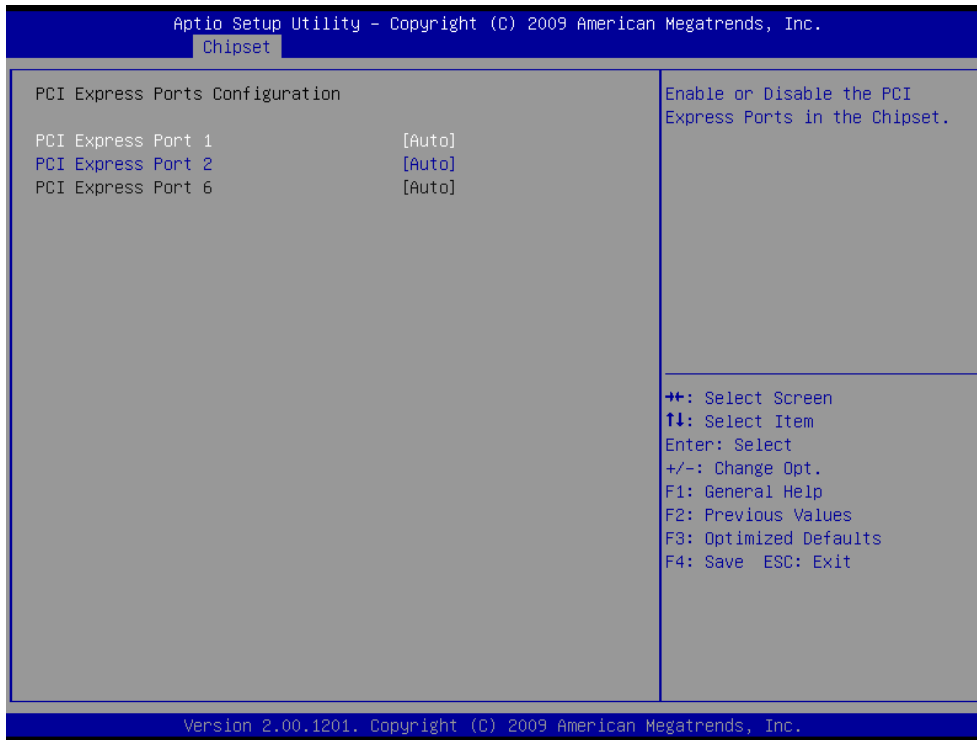 Aptio Setup Utility – Copyright (C) 2009 American Megatrends, Inc.
Chipset
PCI Express Ports Configuration
PCI Express Port 1 [Auto]
PCI Express Port 2 [Auto]
PCI Express Port 6 [Auto]
Enable or Disable the PCI
Express Ports in the Chipset.
→←: Select Screen
↑↓: Select Item
Enter: Select
+/-: Change Opt.
F1: General Help
F2: Previous Values
F3: Optimized Defaults
F4: Save ESC: Exit
Version 2.00.1201. Copyright (C) 2009 American Megatrends, Inc.